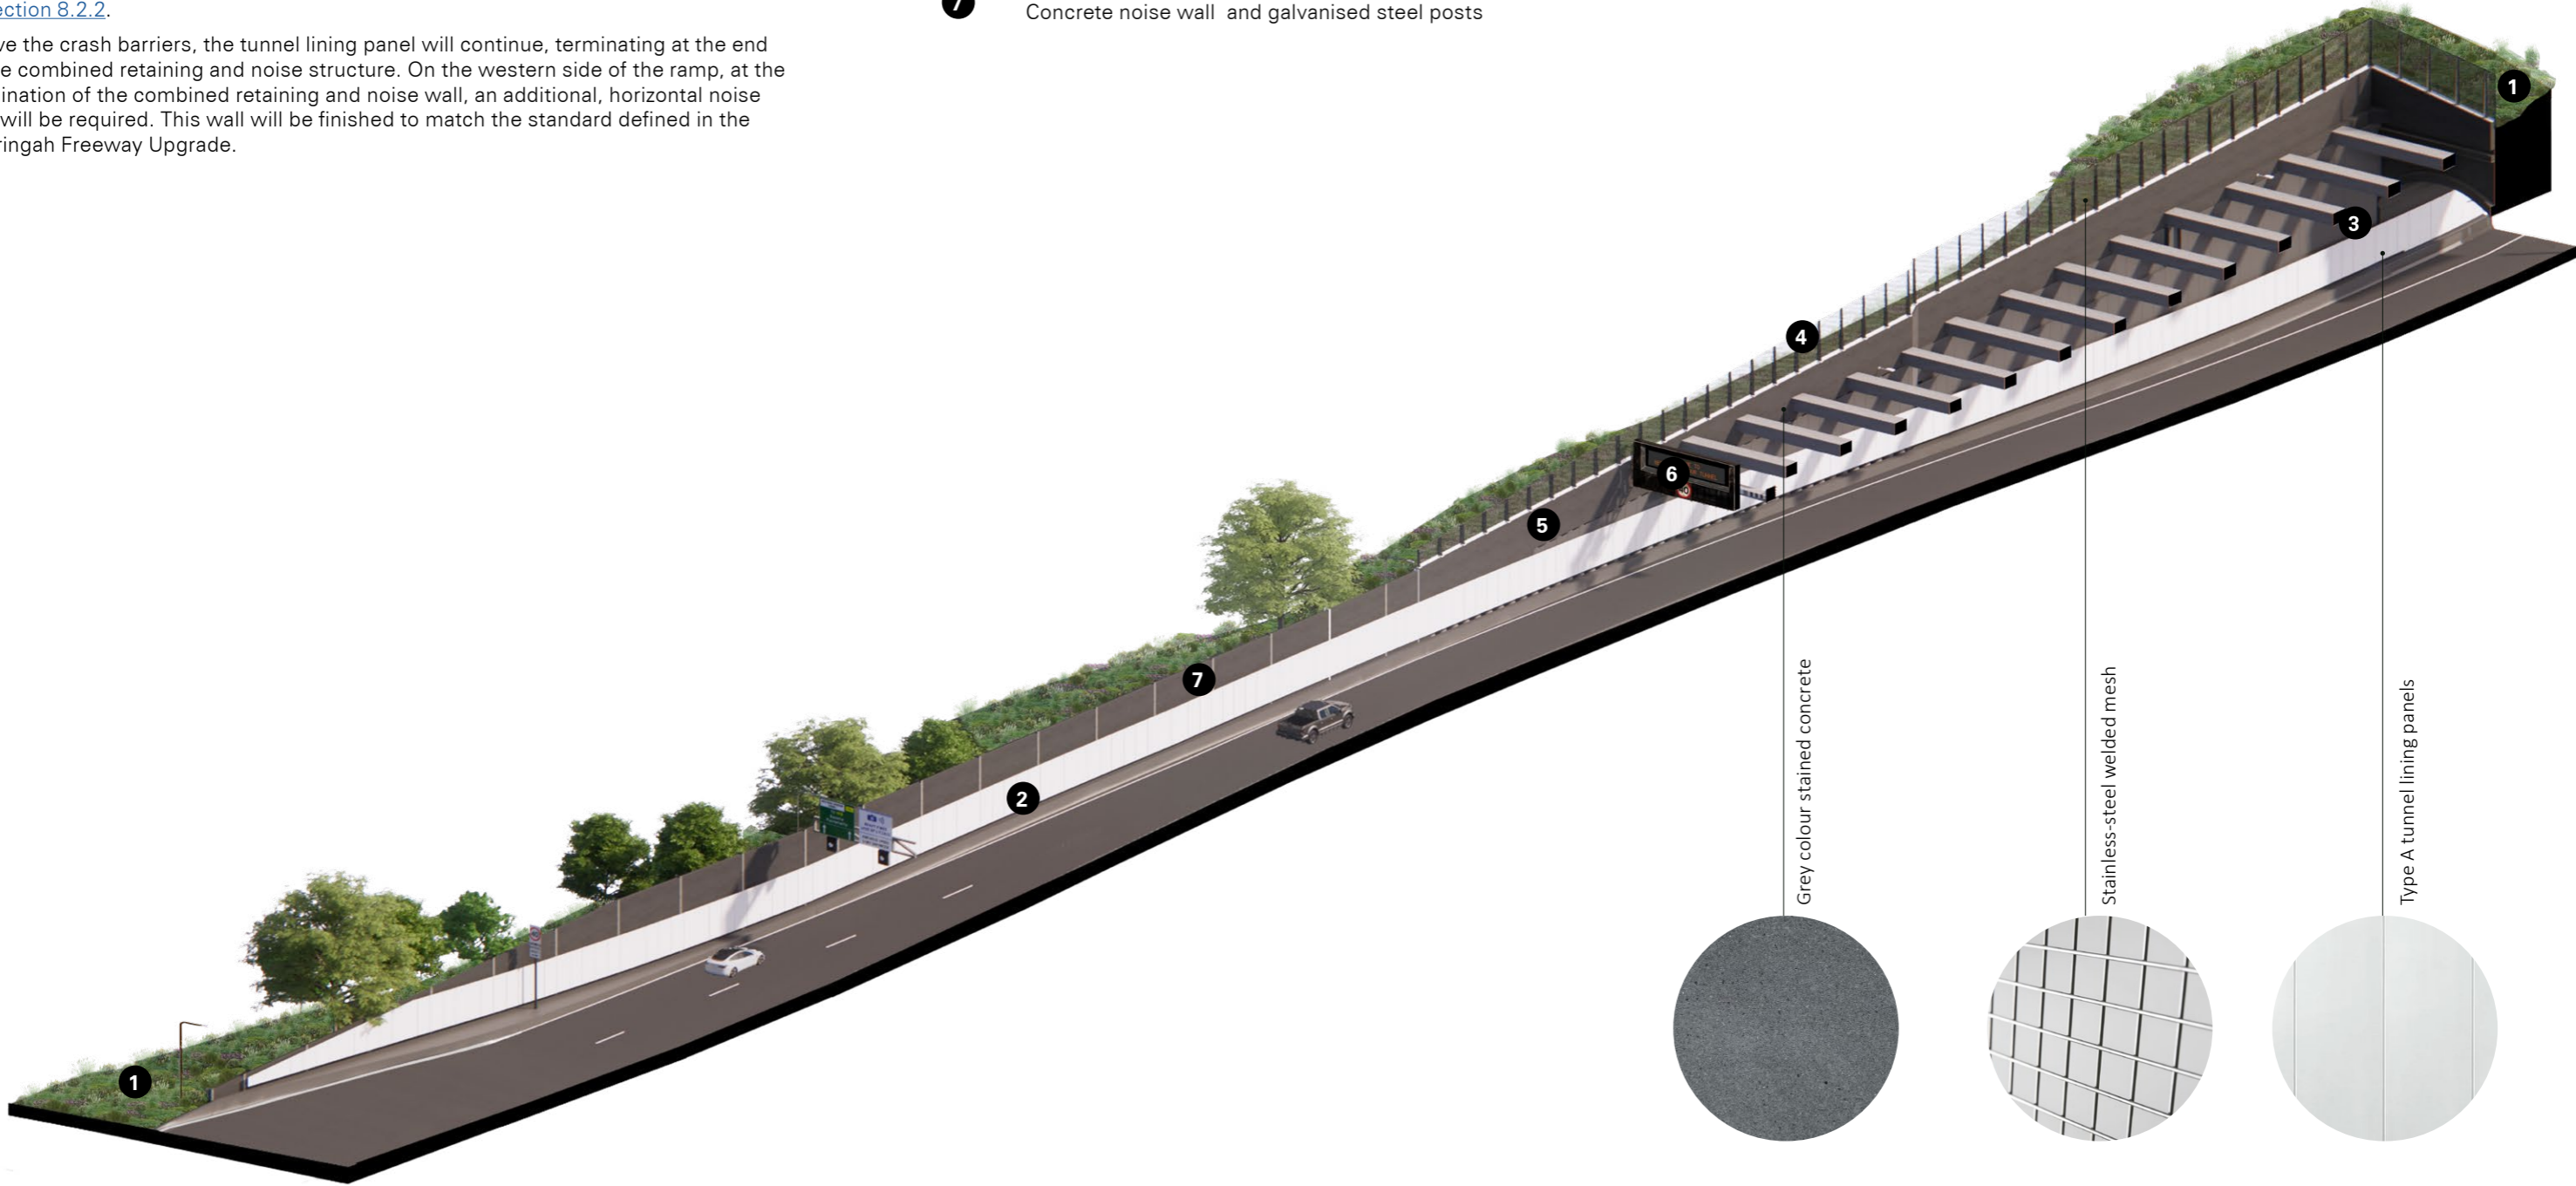 ection 8.2.2.
ve the crash barriers, the tunnel lining panel will continue, terminating at the end
e combined retaining and noise structure. On the western side of the ramp, at the
ination of the combined retaining and noise wall, an additional, horizontal noise
will be required. This wall will be finished to match the standard defined in the
ringah Freeway Upgrade.
7
Concrete noise wall and galvanised steel posts
1
3
4
6
5
7
2
1
Grey colour stained concrete
Stainless-steel welded mesh
Type A tunnel lining panels